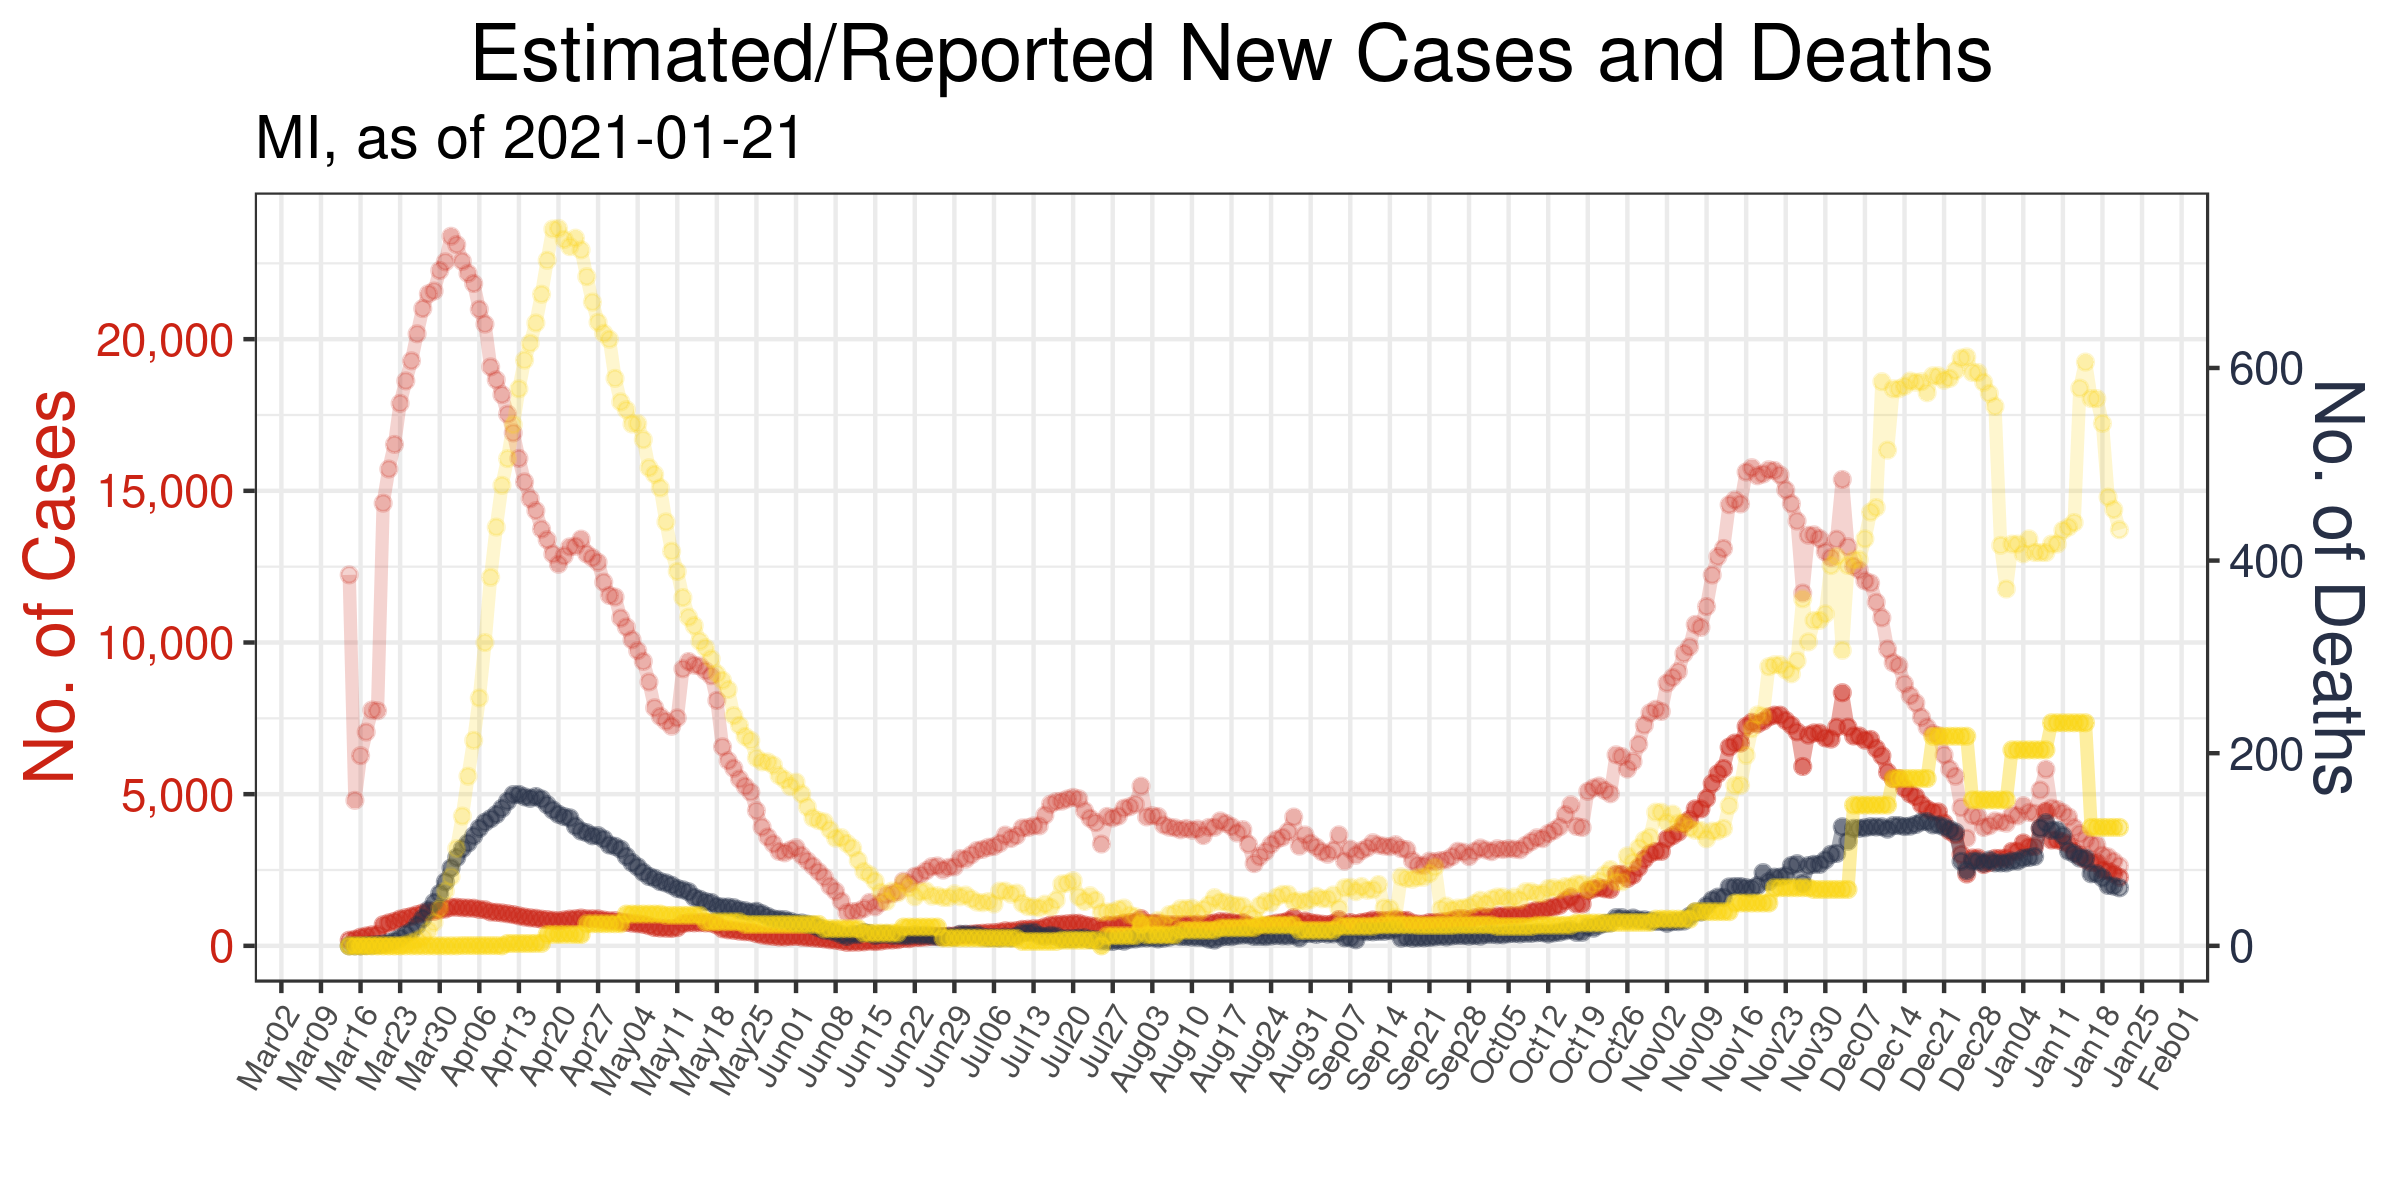 Estimated/Reported New Cases and Deaths
MI, as of 2021-01-21
No. of Cases
20,000
15,000
10,000
5,000
0
600
400
200
0
No. of Deaths
Mar02
Mar09
Mar16
Mar23
Mar30
Apr06
Apr13
Apr20
Apr27
May04
May11
May18
May25
Jun01
Jun08
Jun15
Jun22
Jun29
Jul06
Jul13
Jul20
Jul27
Aug03
Aug10
Aug17
Aug24
Aug31
Sep07
Sep14
Sep21
Sep28
Oct05
Oct12
Oct19
Oct26
Nov02
Nov09
Nov16
Nov23
Nov30
Dec07
Dec14
Dec21
Dec28
Jan04
Jan11
Jan18
Jan25
Feb01